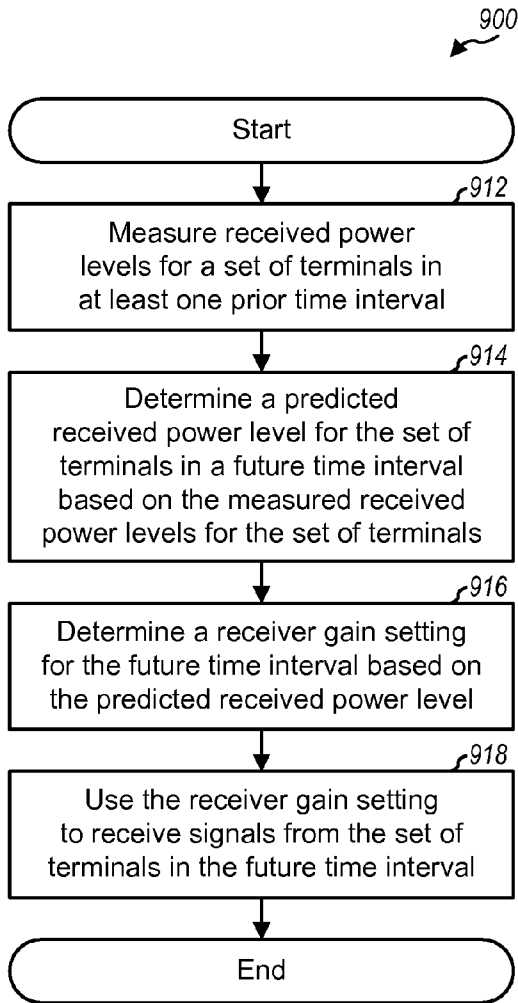 900
Start
912
Measure received power
levels for a set of terminals in
at least one prior time interval
914
Determine a predicted
received power level for the set of
terminals in a future time interval
based on the measured received
power levels for the set of terminals
916
Determine a receiver gain setting
for the future time interval based on
the predicted received power level
918
Use the receiver gain setting
to receive signals from the set of
terminals in the future time interval
End